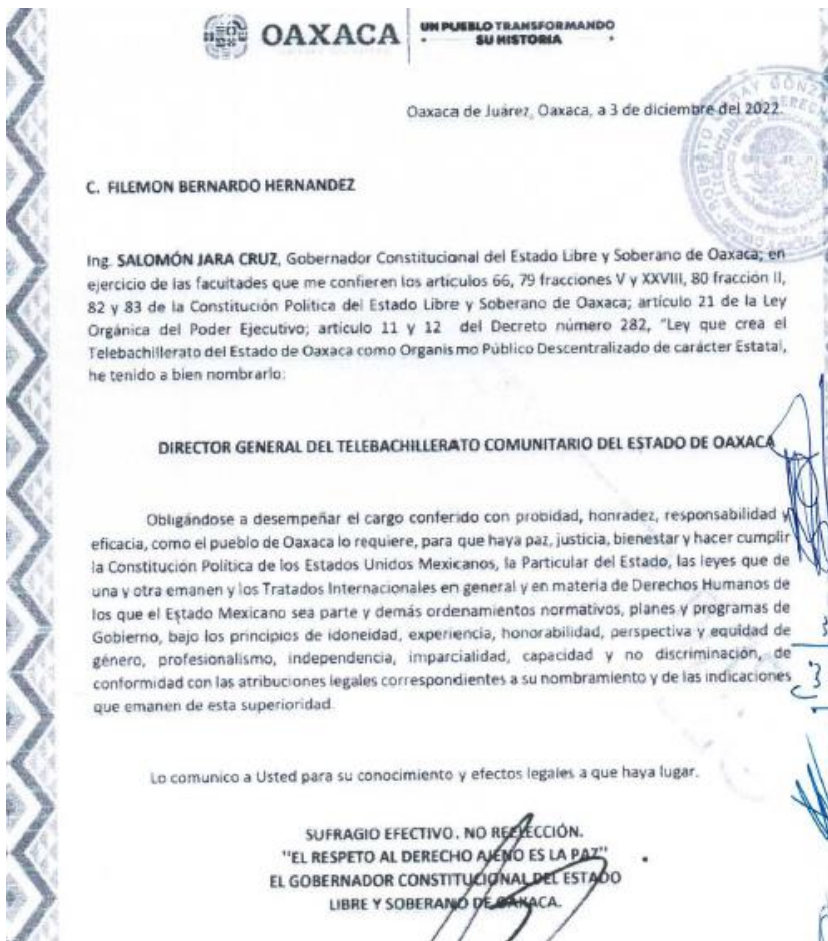 OAXACA
UN PUEBLO TRANSFORMANDO
SU HISTORIA
Oaxaca de Juárez, Oaxaca, a 3 de diciembre del 2022.
C. FILEMON BERNARDO HERNANDEZ
Ing. SALOMÓN JARA CRUZ, Gobernador Constitucional del Estado Libre y Soberano de Oaxaca; en
ejercicio de las facultades que me confieren los artículos 66, 79 fracciones V y XXVIII, 80 fracción II,
82 y 83 de la Constitución Política del Estado Libre y Soberano de Oaxaca; artículo 21 de la Ley
Orgánica del Poder Ejecutivo; artículo 11 y 12 del Decreto número 282, "Ley que crea el
Telebachillerato del Estado de Oaxaca como Organismo Público Descentralizado de carácter Estatal,
he tenido a bien nombrarlo:
DIRECTOR GENERAL DEL TELEBACHILLERATO COMUNITARIO DEL ESTADO DE OAXACA
Obligándose a desempeñar el cargo conferido con probidad, honradez, responsabilidad y
eficacia, como el pueblo de Oaxaca lo requiere, para que haya paz, justicia, bienestar y hacer cumplir
la Constitución Política de los Estados Unidos Mexicanos, la Particular del Estado, las leyes que de
una y otra emanen y los Tratados Internacionales en general y en materia de Derechos Humanos de
los que el Estado Mexicano sea parte y demás ordenamientos normativos, planes y programas de
Gobierno, bajo los principios de idoneidad, experiencia, honorabilidad, perspectiva y equidad de
género, profesionalismo, independencia, imparcialidad, capacidad y no discriminación, de
conformidad con las atribuciones legales correspondientes a su nombramiento y de las indicaciones
que emanen de esta superioridad.
Lo comunico a Usted para su conocimiento y efectos legales a que haya lugar.
SUFRAGIO EFECTIVO. NO REELECCIÓN.
"EL RESPETO AL DERECHO AJENO ES LA PAZ"
EL GOBERNADOR CONSTITUCIONAL DEL ESTADO
LIBRE Y SOBERANO DE OAXACA.